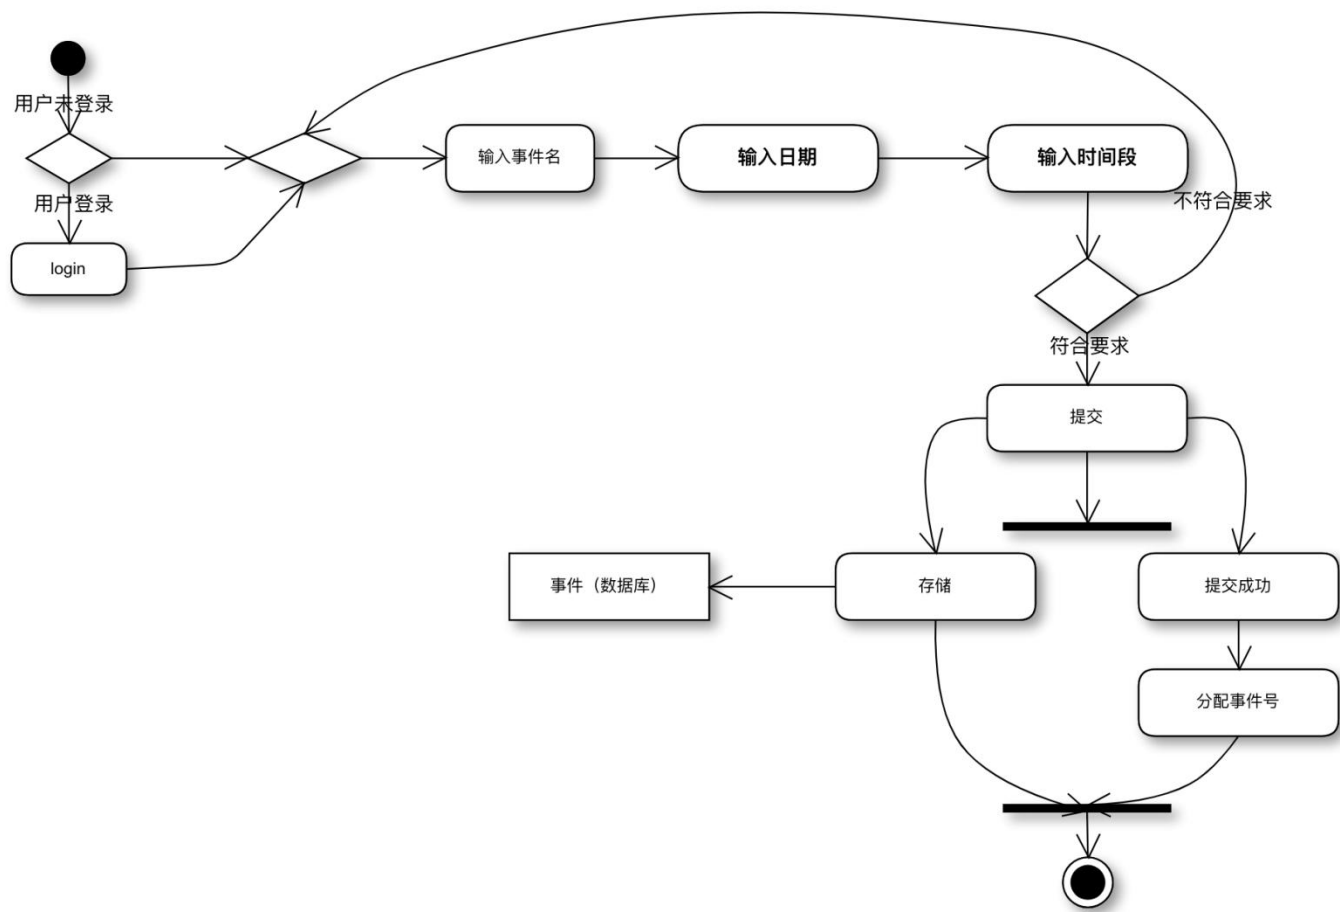 用户未登录
输入事件名
输入日期
输入时间段
不符合要求
用户登录
login
符合要求
提交
事件（数据库）
存储
提交成功
分配事件号